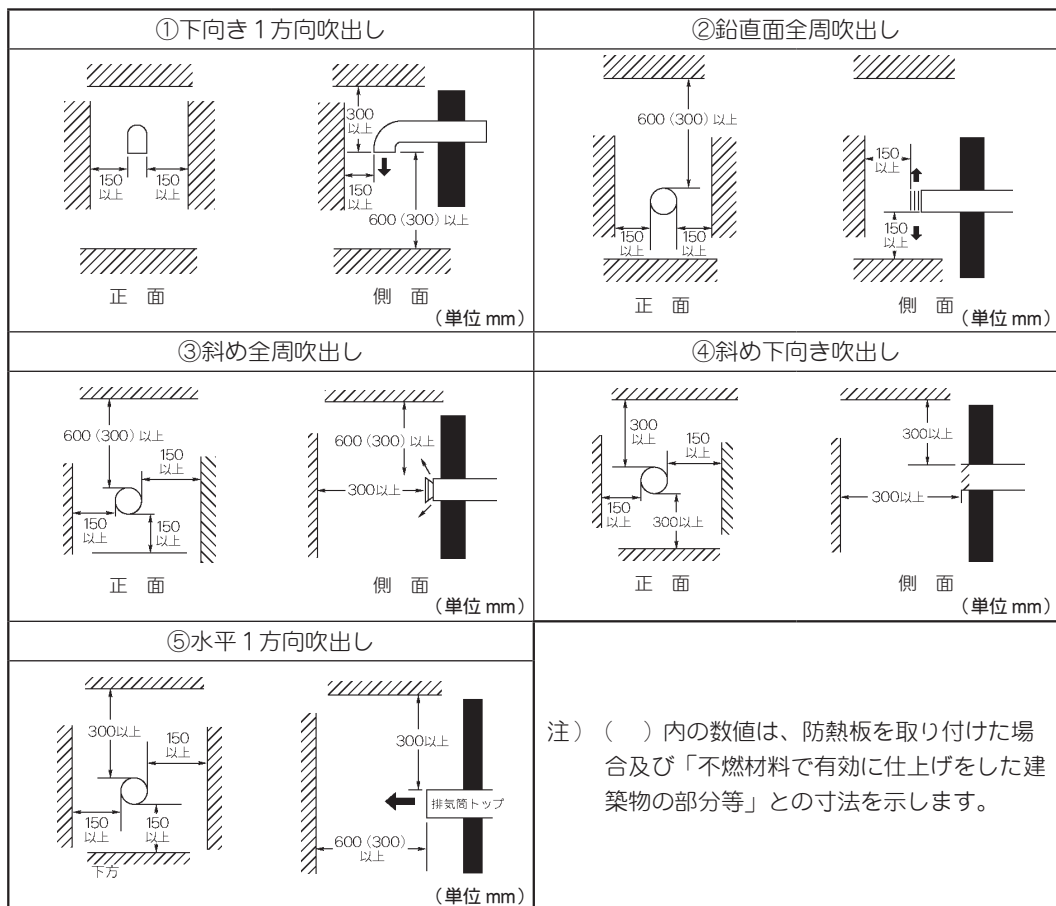 ①下向き1方向吹出し
300
以上
150
以上
150
以上
150
以上
600（300）以上
正　面
側　面
（単位 mm）
②鉛直面全周吹出し
600（300）以上
150
以上
150
以上
150
以上
150
以上
正　面
側　面
（単位 mm）
③斜め全周吹出し
600（300）以上
150
以上
150
以上
150
以上
600（300）以上
300以上
正　面
側　面
（単位 mm）
④斜め下向き吹出し
300
以上
150
以上
150
以上
300以上
300以上
300以上
正　面
側　面
（単位 mm）
⑤水平1方向吹出し
300以上
150
以上
150
以上
150
以上
下方
300以上
排気筒トップ
600（300）
以上
（単位 mm）
注）（　）内の数値は、防熱板を取り付けた場
合及び「不燃材料で有効に仕上げをした建
築物の部分等」との寸法を示します。